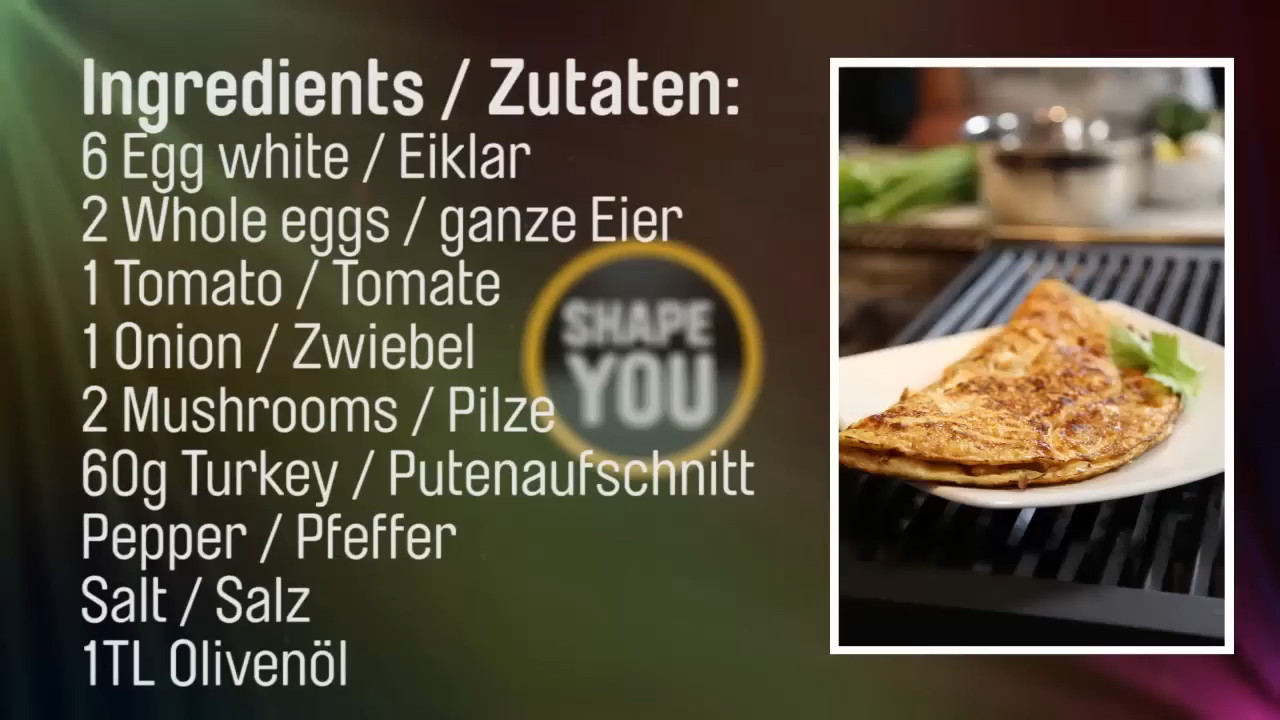 Ingredients / Zutaten:
6 Egg white / Eiklar
2 Whole eggs / ganze Eier
1 Tomato / Tomate
1 Onion / Zwiebel
2 Mushrooms / Pilze
60g Turkey / Putenaufschnitt
Pepper / Pfeffer
Salt / Salz
1TL Olivenöl
SHAPE
YOU